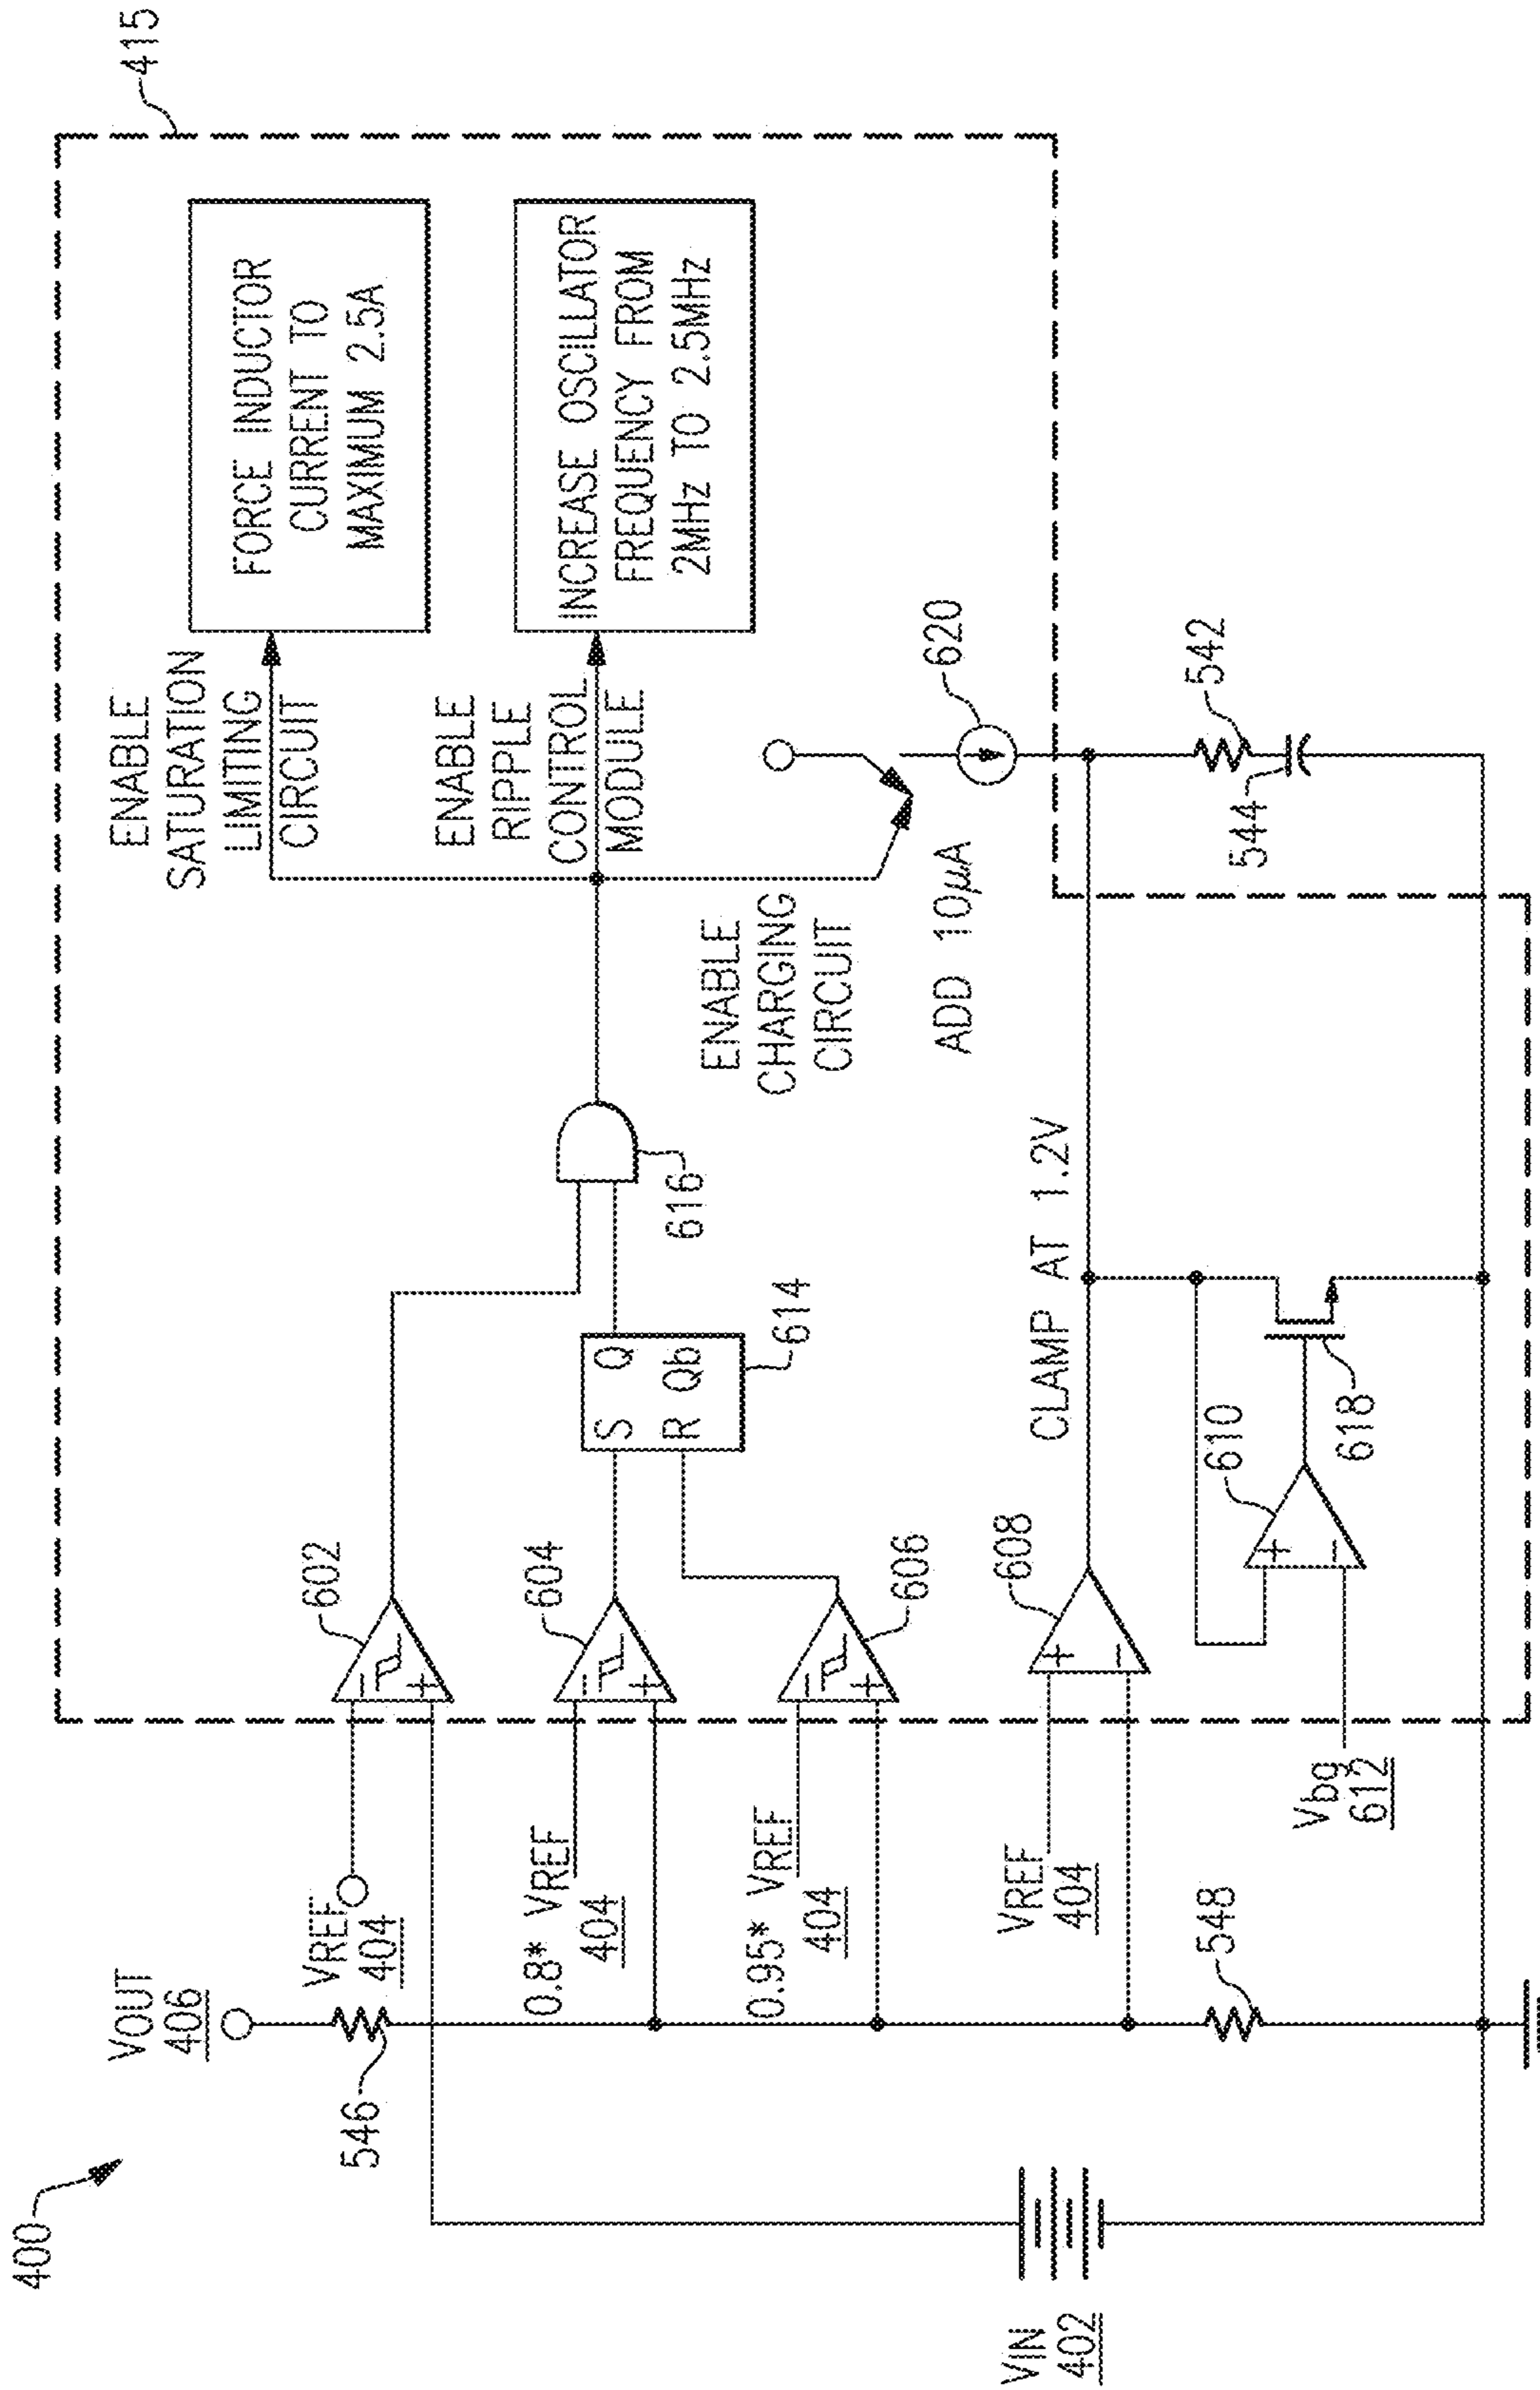 400
415
VOUT
406
546
VREF
404
602
0.8* VREF
404
604
0.95* VREF
404
606
VREF
404
608
Vbg
612
610
618
548
VIN
402
S Q
R Qb
614
616
CLAMP AT 1.2V
ENABLE
SATURATION
LIMITING
CIRCUIT
FORCE INDUCTOR
CURRENT TO
MAXIMUM 2.5A
ENABLE
RIPPLE
CONTROL
MODULE
INCREASE OSCILLATOR
FREQUENCY FROM
2MHz TO 2.5MHz
ENABLE
CHARGING
CIRCUIT
ADD 10µA
620
542
544